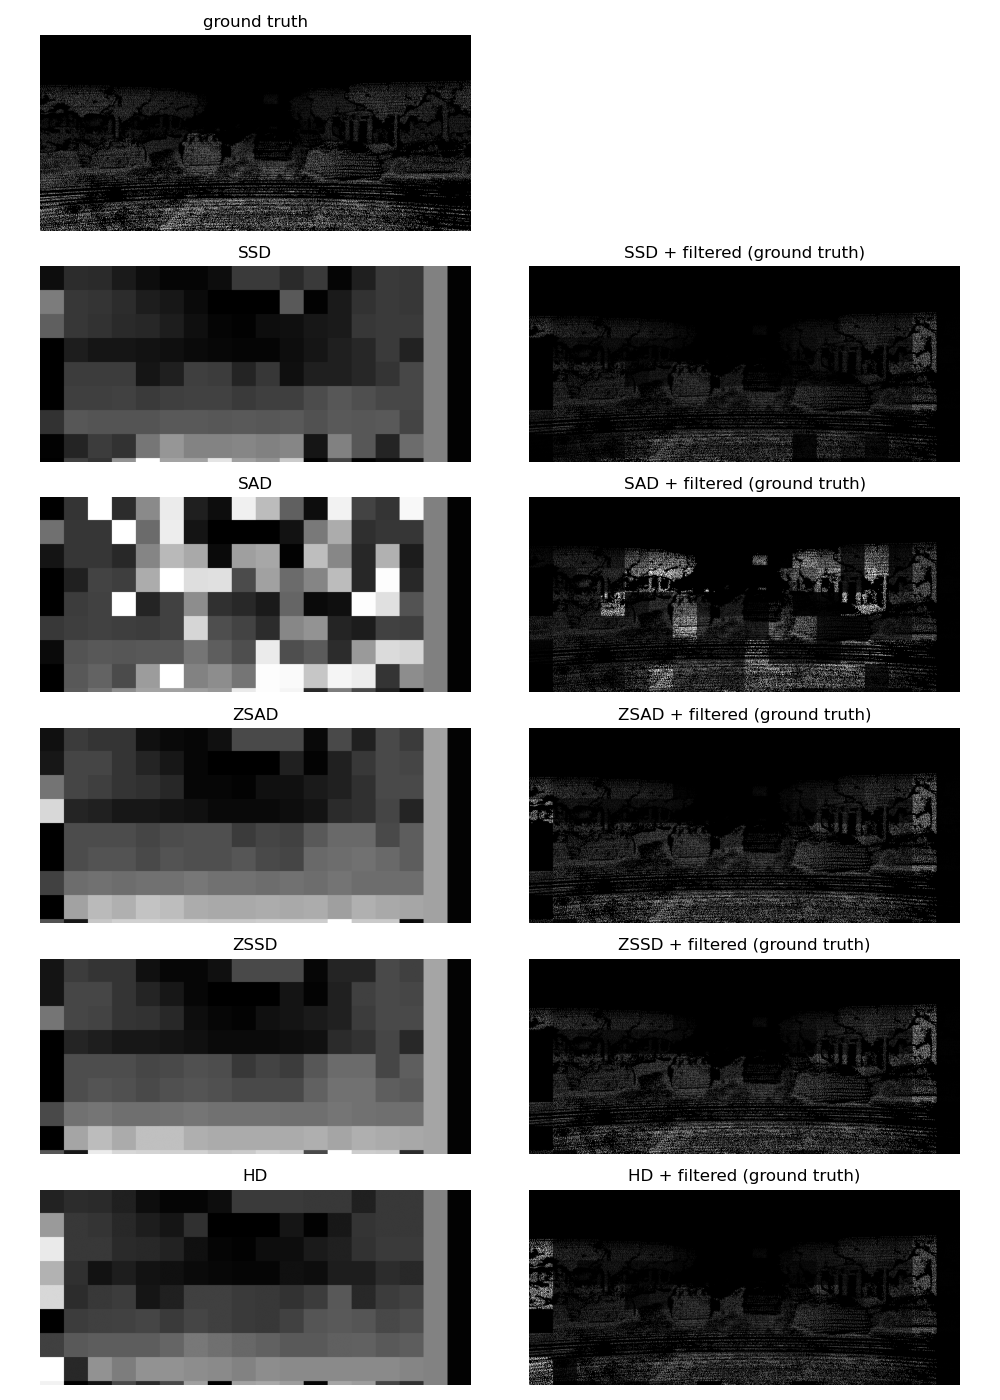 ground truth
SSD
SSD + filtered (ground truth)
SAD
SAD + filtered (ground truth)
ZSAD
ZSAD + filtered (ground truth)
ZSSD
ZSSD + filtered (ground truth)
HD
HD + filtered (ground truth)